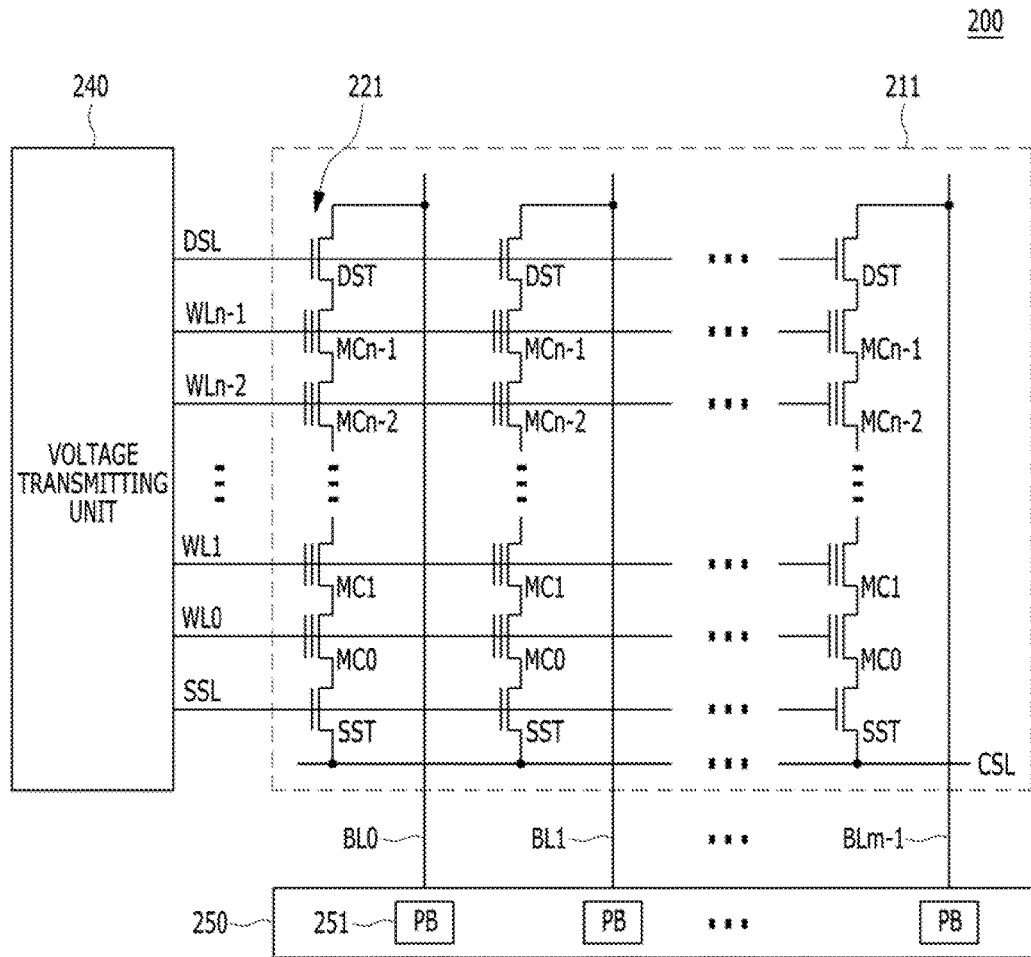 200
240 221 211
DSL DST DST DST
WLn-1 MCn-1 MCn-1 MCn-1
WLn-2 MCn-2 MCn-2 MCn-2
VOLTAGE
TRANSMITTING
UNIT
WL1 MC1 MC1 MC1
WL0 MC0 MC0 MC0
SSL SST SST SST
CSL
BL0 BL1 BLm-1
250 251 PB PB PB